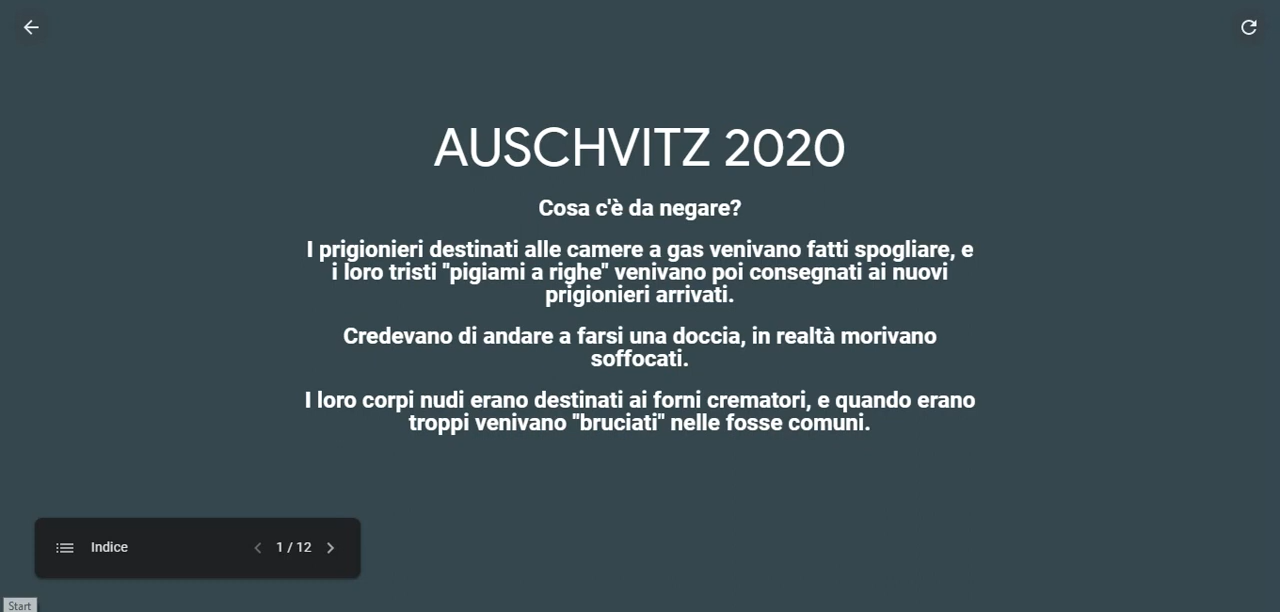 AUSCHVITZ 2020
Cosa c'è da negare?
I prigionieri destinati alle camere a gas venivano fatti spogliare, e
i loro tristi "pigiami a righe" venivano poi consegnati ai nuovi
prigionieri arrivati.
Credevano di andare a farsi una doccia, in realtà morivano
soffocati.
I loro corpi nudi erano destinati ai forni crematori, e quando erano
troppi venivano "bruciati" nelle fosse comuni.
Indice
1 / 12
Start